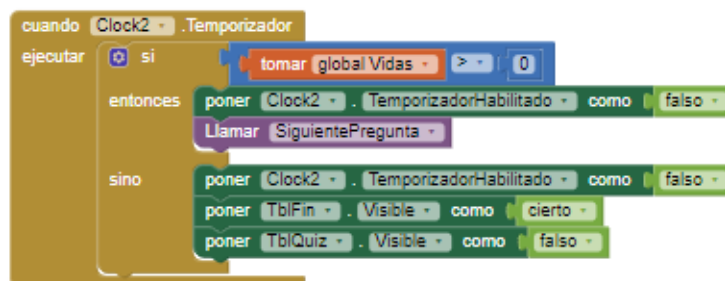 cuando Clock2 .Temporizador
ejecutar si tomar global Vidas > 0
entonces poner Clock2 . TemporizadorHabilitado como falso
Llamar SiguientePregunta
sino poner Clock2 . TemporizadorHabilitado como falso
poner TblFin . Visible como cierto
poner TblQuiz . Visible como falso